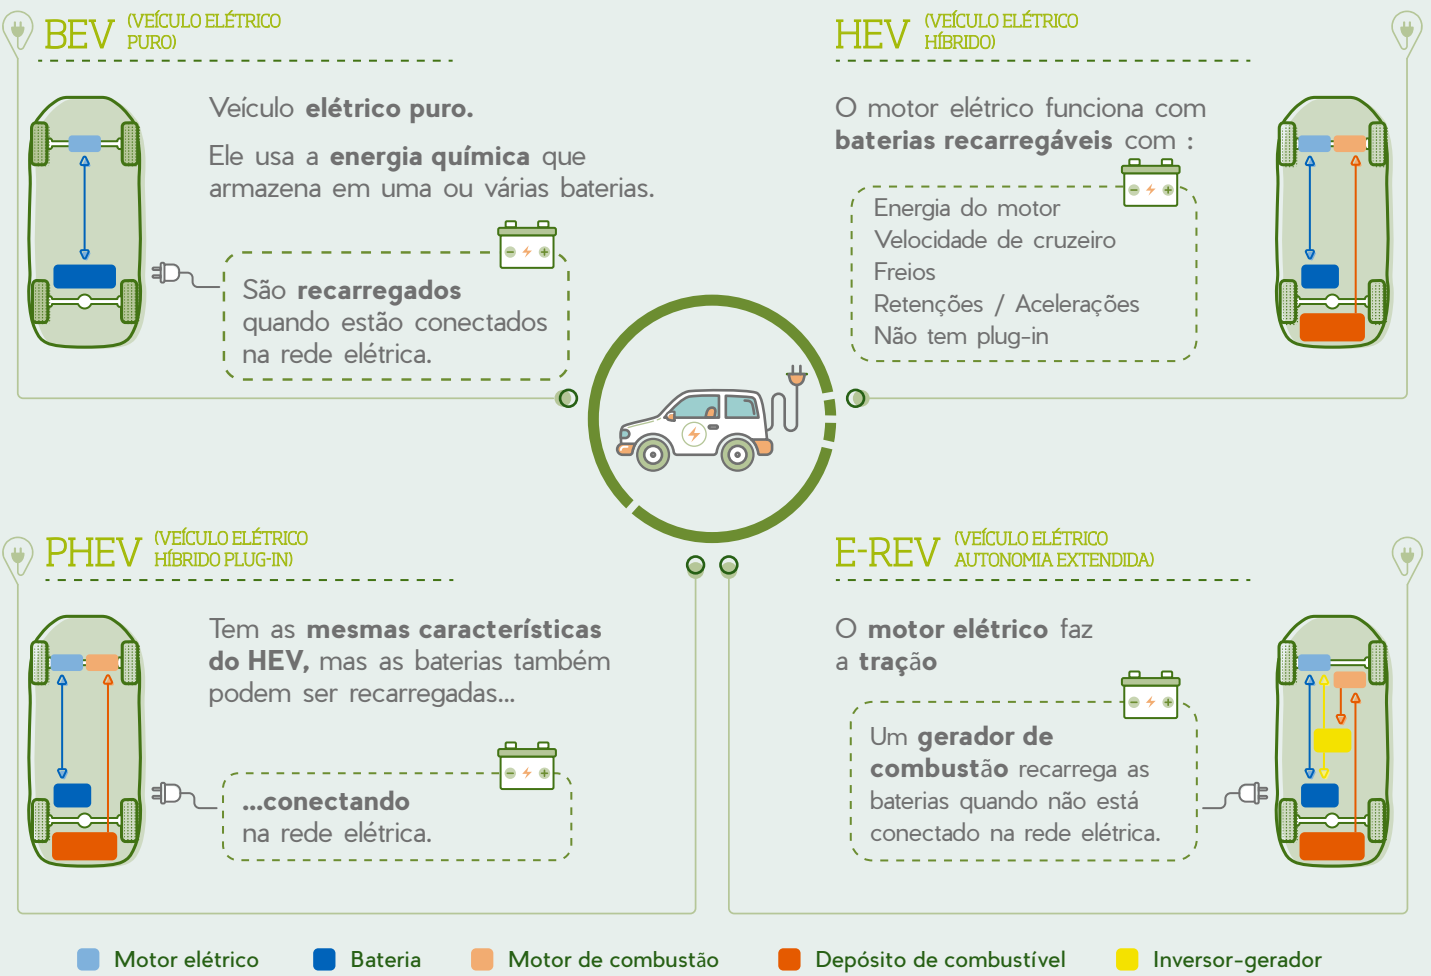 BEV (VEÍCULO ELÉTRICO
PURO)
Veículo elétrico puro.
Ele usa a energia química que
armazena em uma ou várias baterias.
São recarregados
quando estão conectados
na rede elétrica.
HEV (VEÍCULO ELÉTRICO
HÍBRIDO)
O motor elétrico funciona com
baterias recarregáveis com :
Energia do motor
Velocidade de cruzeiro
Freios
Retenções / Acelerações
Não tem plug-in
PHEV (VEÍCULO ELÉTRICO
HÍBRIDO PLUG-IN)
Tem as mesmas características
do HEV, mas as baterias também
podem ser recarregadas...
...conectando
na rede elétrica.
E-REV (VEÍCULO ELÉTRICO
AUTONOMIA EXTENDIDA)
O motor elétrico faz
a tração
Um gerador de
combustão recarrega as
baterias quando não está
conectado na rede elétrica.
Motor elétrico
Bateria
Motor de combustão
Depósito de combustível
Inversor-gerador